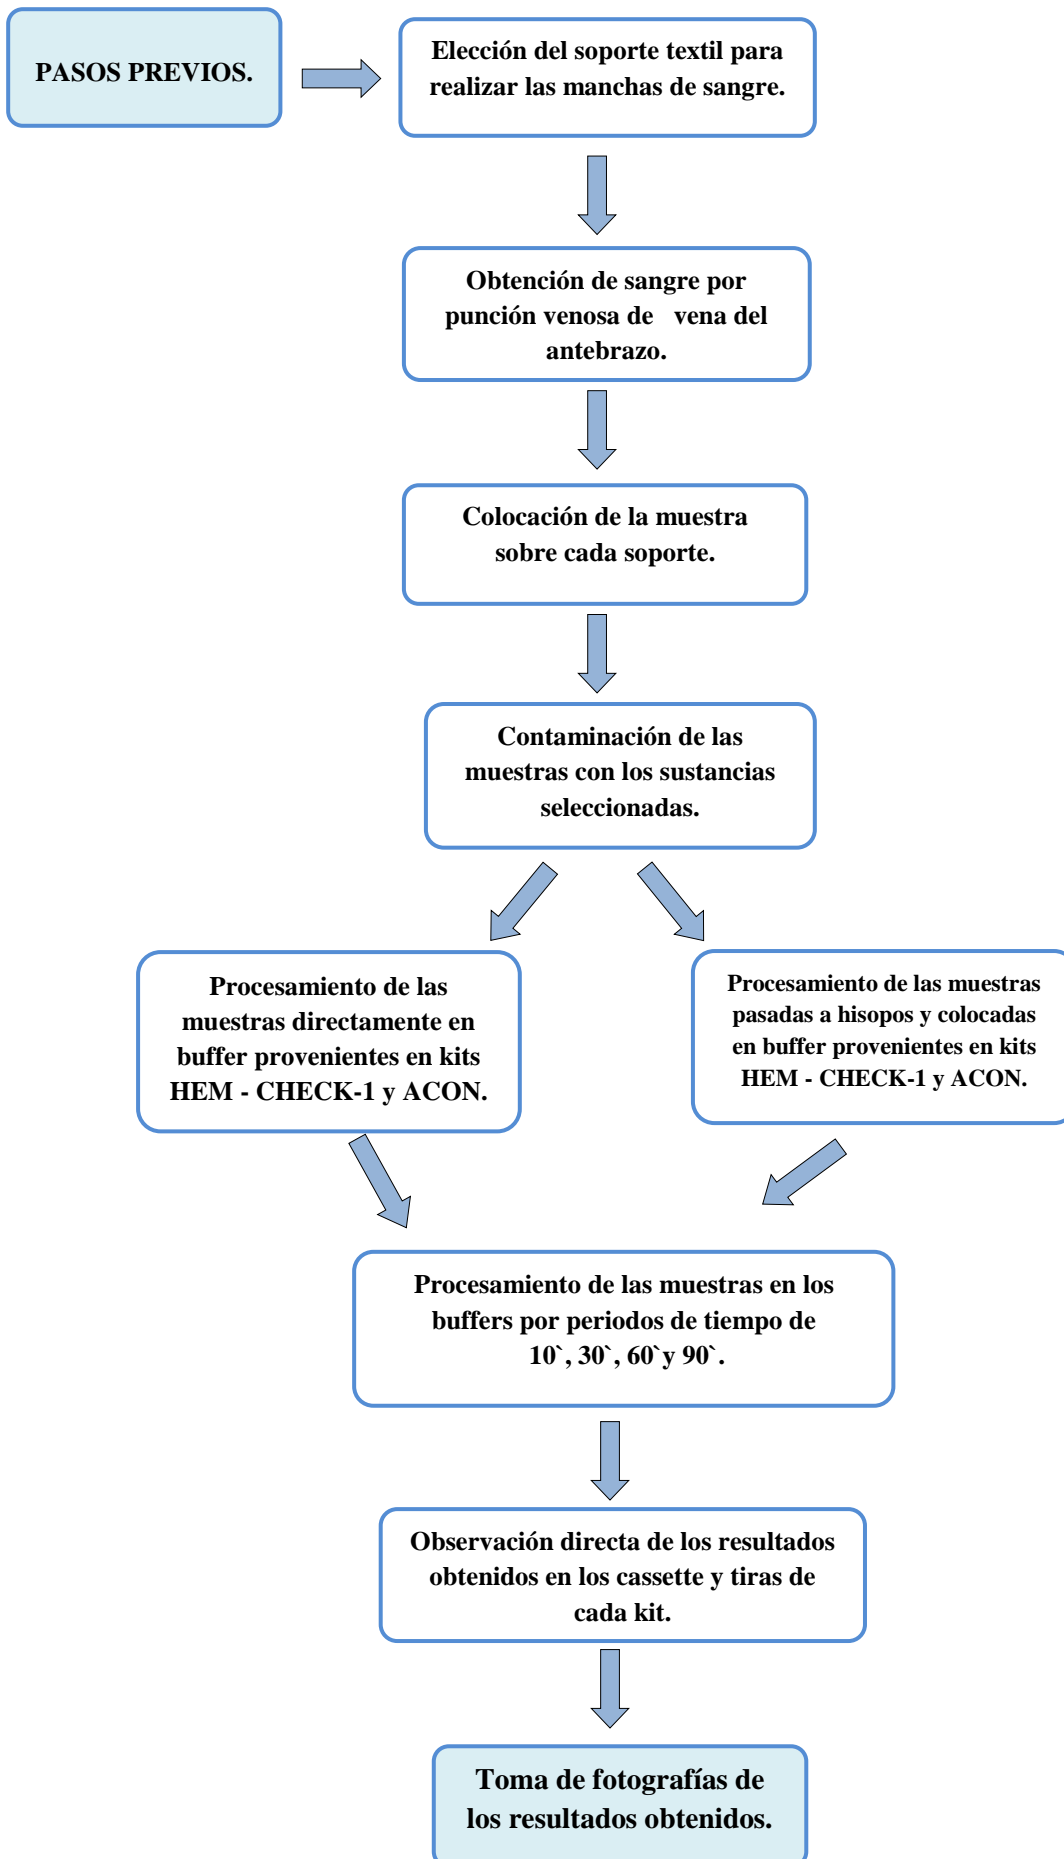 PASOS PREVIOS.
Elección del soporte textil para
realizar las manchas de sangre.
Obtención de sangre por
punción venosa de vena del
antebrazo.
Colocación de la muestra
sobre cada soporte.
Contaminación de las
muestras con los sustancias
seleccionadas.
Procesamiento de las
muestras directamente en
buffer provenientes en kits
HEM - CHECK-1 y ACON.
Procesamiento de las muestras
pasadas a hisopos y colocadas
en buffer provenientes en kits
HEM - CHECK-1 y ACON.
Procesamiento de las muestras en los
buffers por periodos de tiempo de
10`, 30`, 60`y 90`.
Observación directa de los resultados
obtenidos en los cassette y tiras de
cada kit.
Toma de fotografías de
los resultados obtenidos.